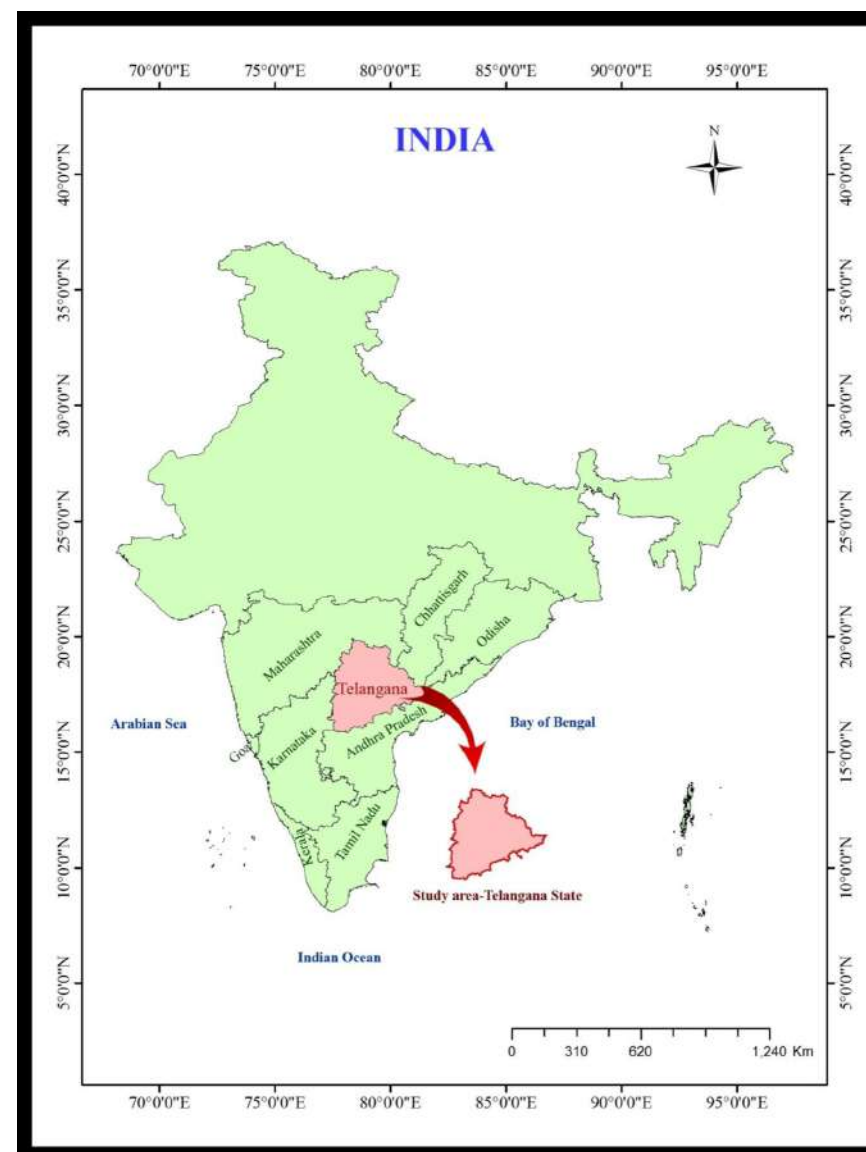 70°0'0"E 75°0'0"E 80°0'0"E 85°0'0"E 90°0'0"E 95°0'0"E
INDIA
N
40°0'0"N 40°0'0"N
35°0'0"N 35°0'0"N
30°0'0"N 30°0'0"N
25°0'0"N 25°0'0"N
Chhattisgarh
20°0'0"N 20°0'0"N
Odisha
Maharashtra
Telangana
Arabian Sea
Bay of Bengal
Andhra Pradesh
Karnataka
Goa
15°0'0"N 15°0'0"N
Tamil Nadu
Kerala
10°0'0"N 10°0'0"N
Study area-Telangana State
Indian Ocean
5°0'0"N 5°0'0"N
0 310 620 1,240 Km
70°0'0"E 75°0'0"E 80°0'0"E 85°0'0"E 90°0'0"E 95°0'0"E